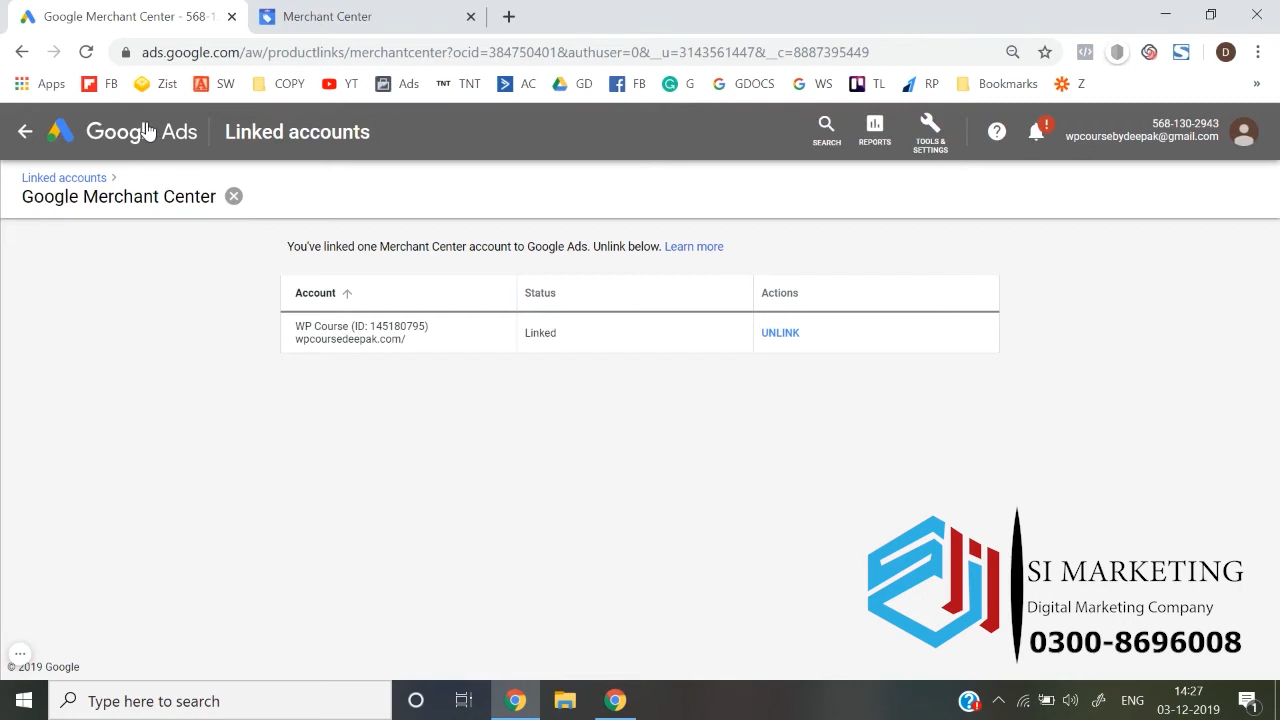 Google Merchant Center - 568-1
Merchant Center
ads.google.com/aw/productlinks/merchantcenter?ocid=384750401&authuser=0&__u=3143561447&__c=8887395449
D
Apps
FB
Zist
SW
COPY
YT
Ads
TNT TNT
AC
GD
FB
G
GDOCS
WS
TL
RP
Bookmarks
Z
»
Google Ads
Linked accounts
SEARCH
REPORTS
TOOLS &
SETTINGS
568-130-2943
wpcoursebydeepak@gmail.com
Linked accounts >
Google Merchant Center
You've linked one Merchant Center account to Google Ads. Unlink below. Learn more
Account
Status
Actions
WP Course (ID: 145180795)
wpcoursedeepak.com/
Linked
UNLINK
SI MARKETING
Digital Marketing Company
0300-8696008
© 2019 Google
Type here to search
ENG
14:27
03-12-2019
1